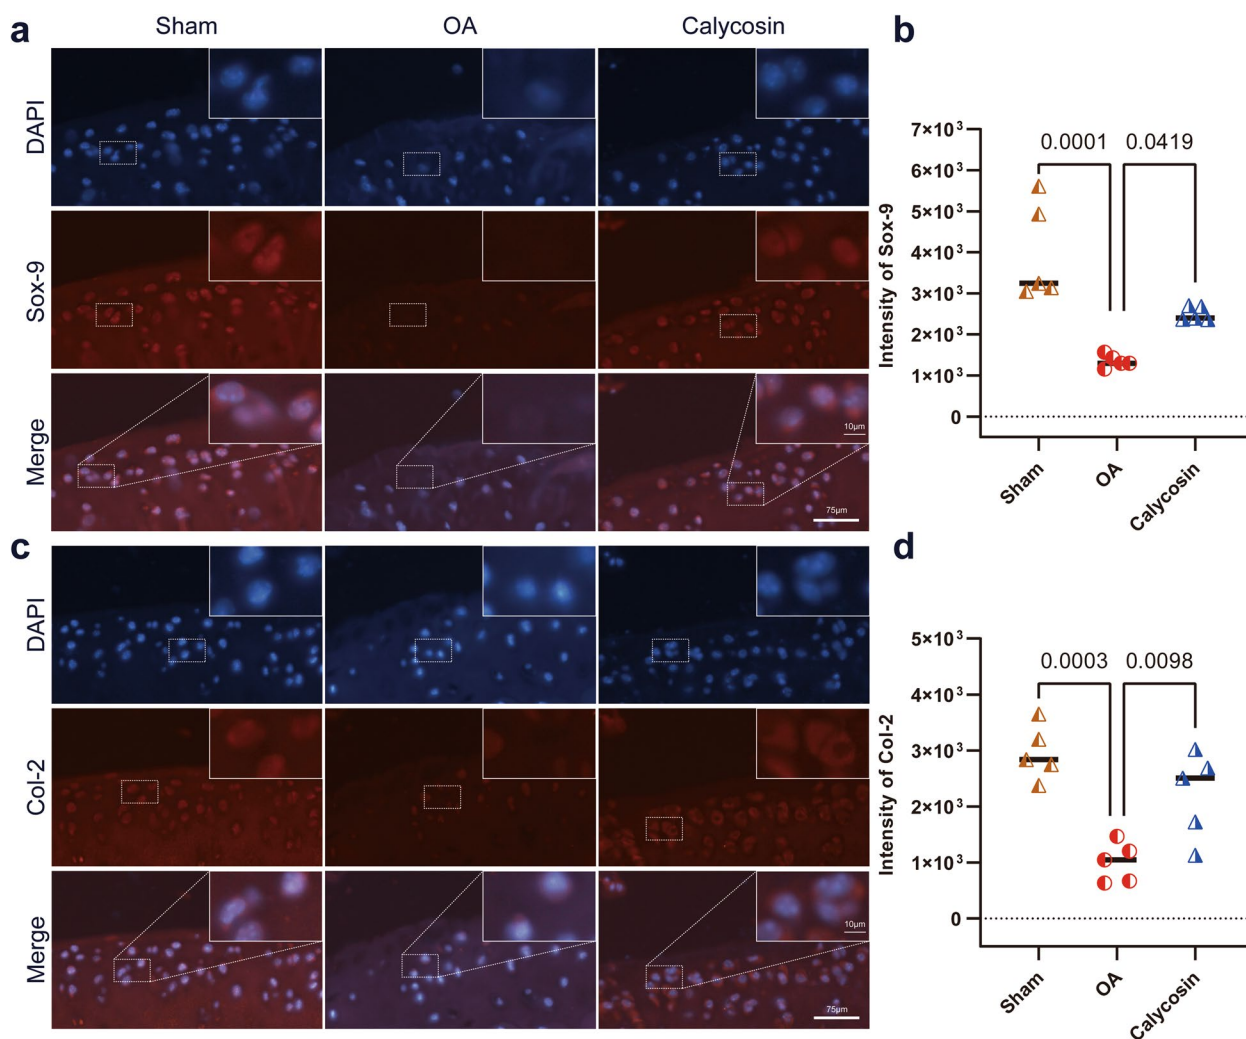 a
Sham
OA
Calycosin
DAPI
Sox-9
Merge
10μm
75μm
b
Intensity of Sox-9
7×10³
6×10³
5×10³
4×10³
3×10³
2×10³
1×10³
0
0.0001
0.0419
Sham
OA
Calycosin
c
DAPI
Col-2
Merge
10μm
75μm
d
Intensity of Col-2
5×10³
4×10³
3×10³
2×10³
1×10³
0
0.0003
0.0098
Sham
OA
Calycosin